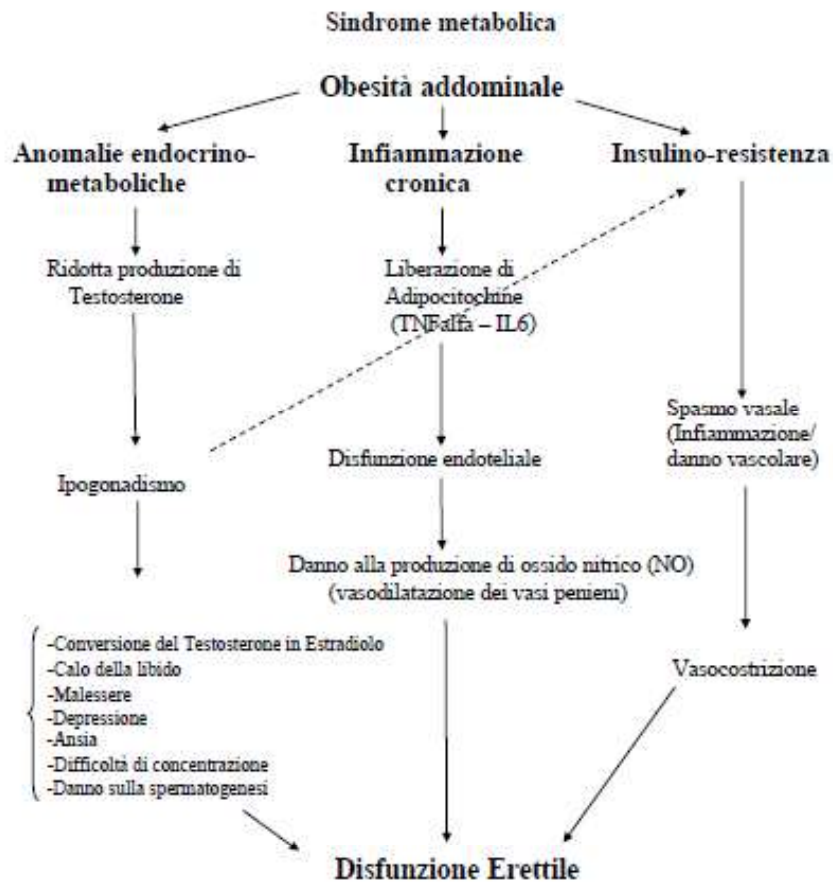 Sindrome metabolica
Obesità addominale
Anomalie endocrino-
metaboliche
Infiammazione
cronica
Insulino-resistenza
Ridotta produzione di
Testosterone
Liberazione di
Adipocitochine
(TNFalfa – IL6)
Spasmo vasale
(Infiammazione/
danno vascolare)
Ipogonadismo
Disfunzione endoteliale
Danno alla produzione di ossido nitrico (NO)
(vasodilatazione dei vasi penieni)
-Conversione del Testosterone in Estradiolo
-Calo della libido
-Malessere
-Depressione
-Ansia
-Difficoltà di concentrazione
-Danno sulla spermatogenesi
Vasocostrizione
Disfunzione Erettile